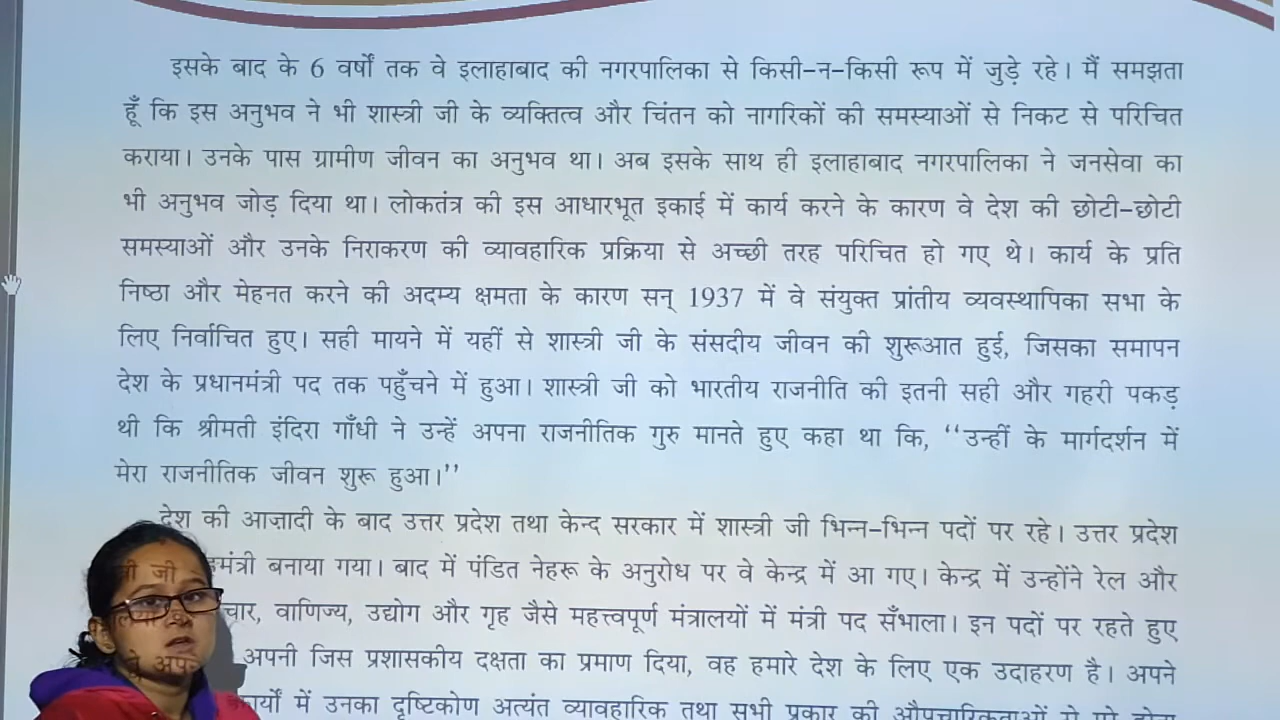 इसके बाद के 6 वर्षों तक वे इलाहाबाद की नगरपालिका से किसी-न-किसी रूप में जुड़े रहे। मैं समझता
हूँ कि इस अनुभव ने भी शास्त्री जी के व्यक्तित्व और चिंतन को नागरिकों की समस्याओं से निकट से परिचित
कराया। उनके पास ग्रामीण जीवन का अनुभव था। अब इसके साथ ही इलाहाबाद नगरपालिका ने जनसेवा का
भी अनुभव जोड़ दिया था। लोकतंत्र की इस आधारभूत इकाई में कार्य करने के कारण वे देश की छोटी-छोटी
समस्याओं और उनके निराकरण की व्यावहारिक प्रक्रिया से अच्छी तरह परिचित हो गए थे। कार्य के प्रति
निष्ठा और मेहनत करने की अदम्य क्षमता के कारण सन् 1937 में वे संयुक्त प्रांतीय व्यवस्थापिका सभा के
लिए निर्वाचित हुए। सही मायने में यहीं से शास्त्री जी के संसदीय जीवन की शुरूआत हुई, जिसका समापन
देश के प्रधानमंत्री पद तक पहुँचने में हुआ। शास्त्री जी को भारतीय राजनीति की इतनी सही और गहरी पकड़
थी कि श्रीमती इंदिरा गाँधी ने उन्हें अपना राजनीतिक गुरु मानते हुए कहा था कि, ‘‘उन्हीं के मार्गदर्शन में
मेरा राजनीतिक जीवन शुरू हुआ।’’
देश की आज़ादी के बाद उत्तर प्रदेश तथा केन्द सरकार में शास्त्री जी भिन्न-भिन्न पदों पर रहे। उत्तर प्रदेश
जी बनाया गया। बाद में पंडित नेहरू के अनुरोध पर वे केन्द्र में आ गए। केन्द्र में उन्होंने रेल और
वाणिज्य, उद्योग और गृह जैसे महत्त्वपूर्ण मंत्रालयों में मंत्री पद सँभाला। इन पदों पर रहते हुए
ने अपनी जिस प्रशासकीय दक्षता का प्रमाण दिया, वह हमारे देश के लिए एक उदाहरण है। अपने
में उनका दृष्टिकोण अत्यंत व्यावहारिक तथा सभी प्रकार की